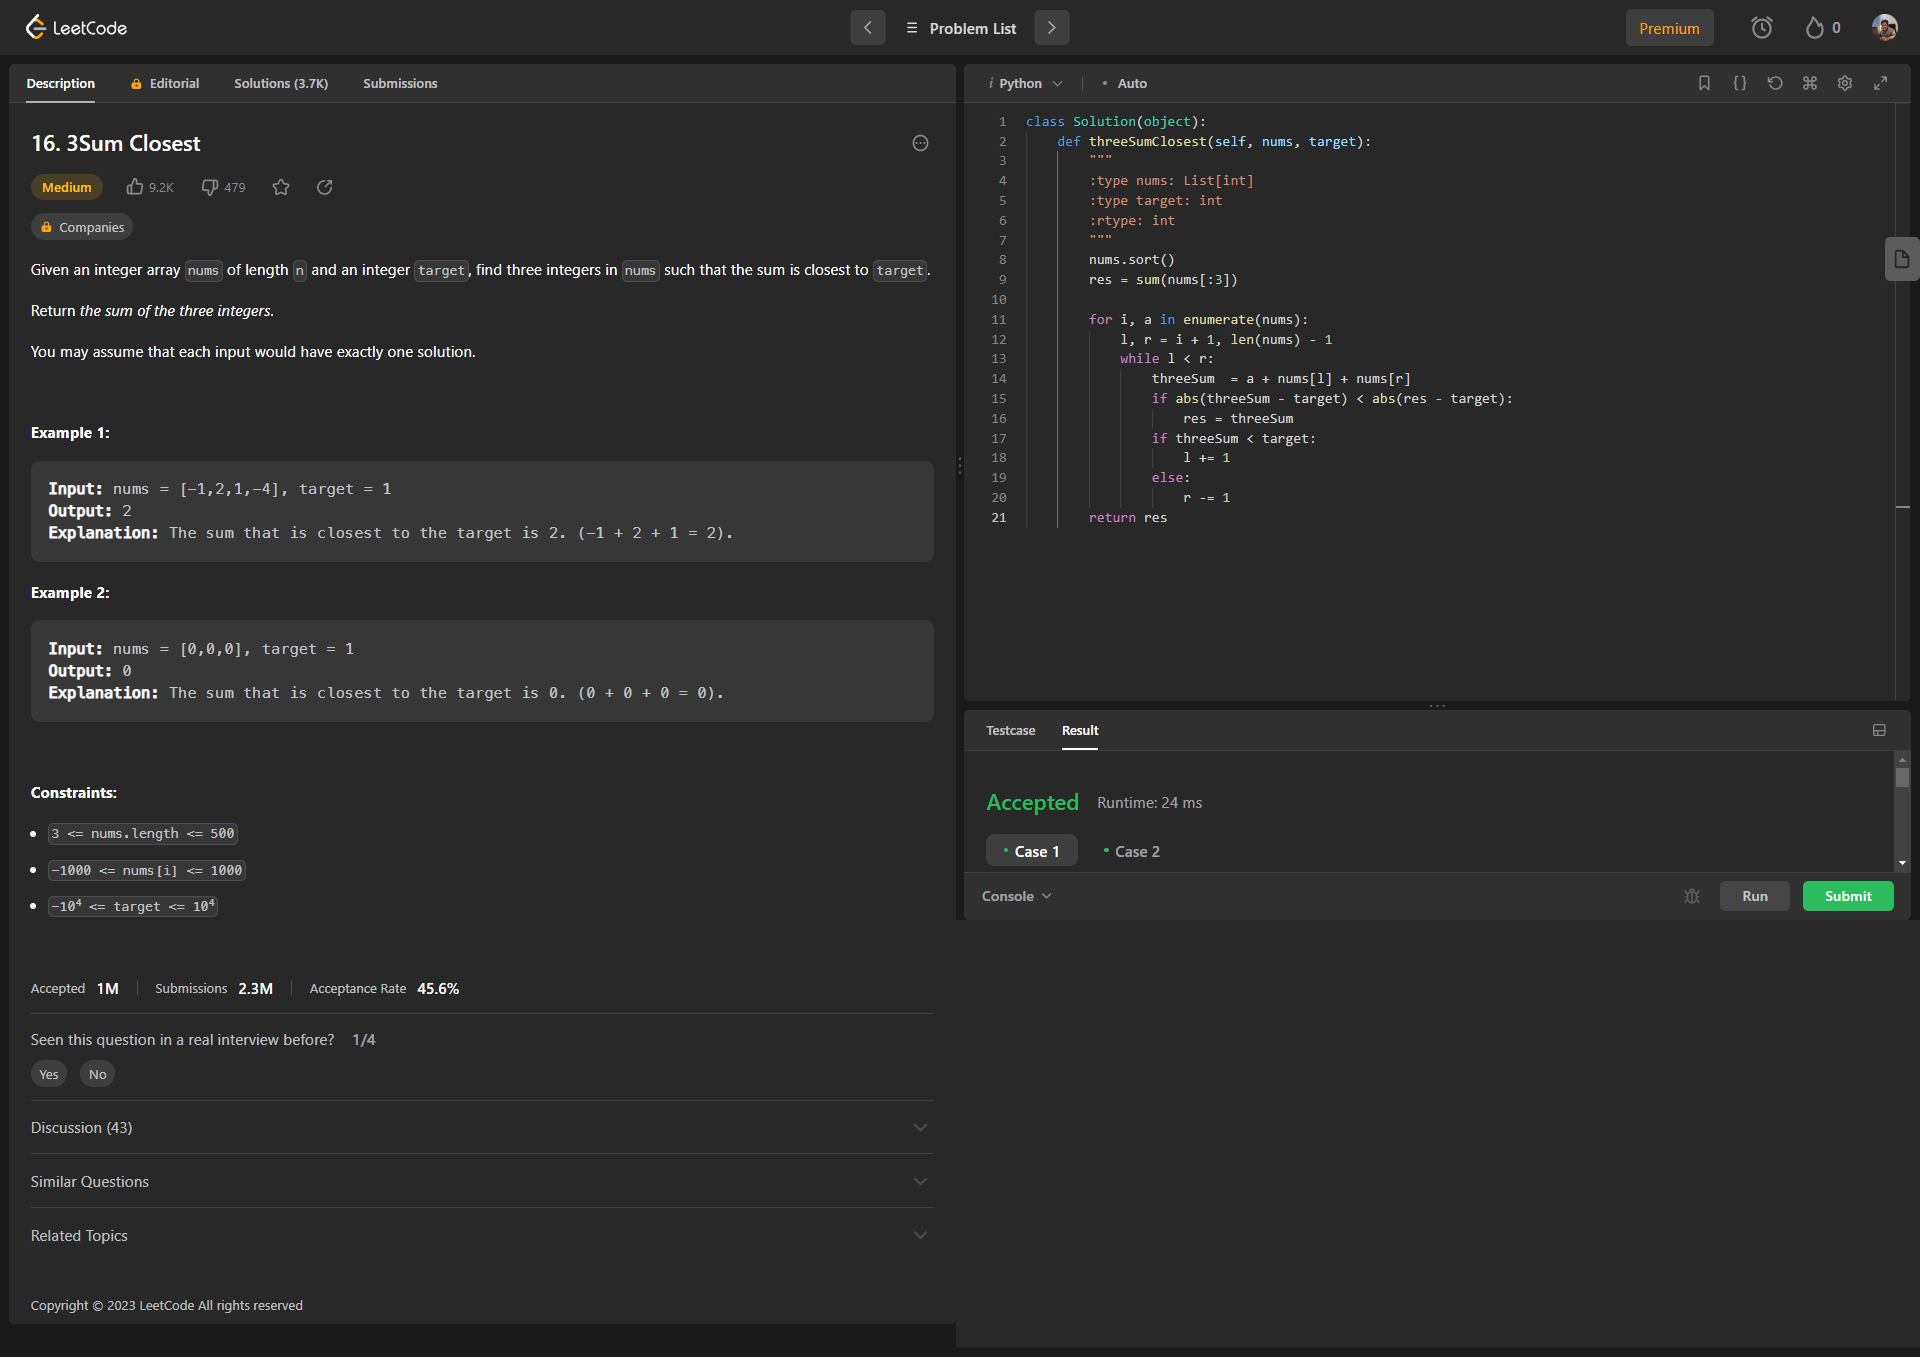 LeetCode
Problem List
Premium
0
Description
Editorial
Solutions (3.7K)
Submissions
16. 3Sum Closest
Medium
9.2K
479
Companies
Given an integer array nums of length n and an integer target, find three integers in nums such that the sum is closest to target.
Return the sum of the three integers.
You may assume that each input would have exactly one solution.
Example 1:
Input: nums = [-1,2,1,-4], target = 1
Output: 2
Explanation: The sum that is closest to the target is 2. (-1 + 2 + 1 = 2).
Example 2:
Input: nums = [0,0,0], target = 1
Output: 0
Explanation: The sum that is closest to the target is 0. (0 + 0 + 0 = 0).
Constraints:
• 3 <= nums.length <= 500
• -1000 <= nums[i] <= 1000
• -10⁴ <= target <= 10⁴
Accepted 1M
Submissions 2.3M
Acceptance Rate 45.6%
Seen this question in a real interview before? 1/4
Yes
No
Discussion (43)
Similar Questions
Related Topics
Copyright © 2023 LeetCode All rights reserved
i Python
• Auto
1 class Solution(object):
2     def threeSumClosest(self, nums, target):
3         """
4         :type nums: List[int]
5         :type target: int
6         :rtype: int
7         """
8         nums.sort()
9         res = sum(nums[:3])
10
11         for i, a in enumerate(nums):
12             l, r = i + 1, len(nums) - 1
13             while l < r:
14                 threeSum  = a + nums[l] + nums[r]
15                 if abs(threeSum - target) < abs(res - target):
16                     res = threeSum
17                 if threeSum < target:
18                     l += 1
19                 else:
20                     r -= 1
21         return res
Testcase
Result
Accepted
Runtime: 24 ms
• Case 1
• Case 2
Console
Run
Submit